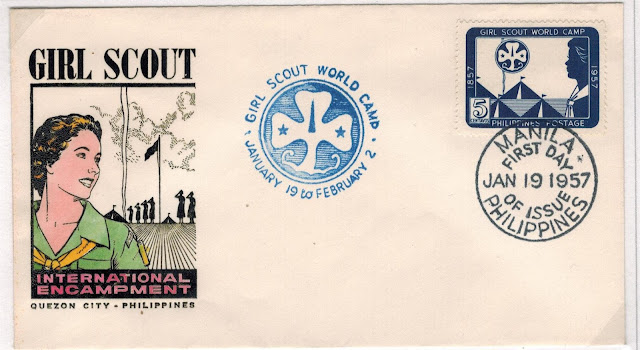 GIRL SCOUT
INTERNATIONAL
ENCAMPMENT
QUEZON CITY - PHILIPPINES
· GIRL SCOUT WORLD CAMP ·
JANUARY 19 to FEBRUARY 2
GIRL SCOUT WORLD CAMP
1857
1957
5
PHILIPPINES POSTAGE
MANILA
FIRST DAY
JAN 19 1957
OF ISSUE
PHILIPPINES